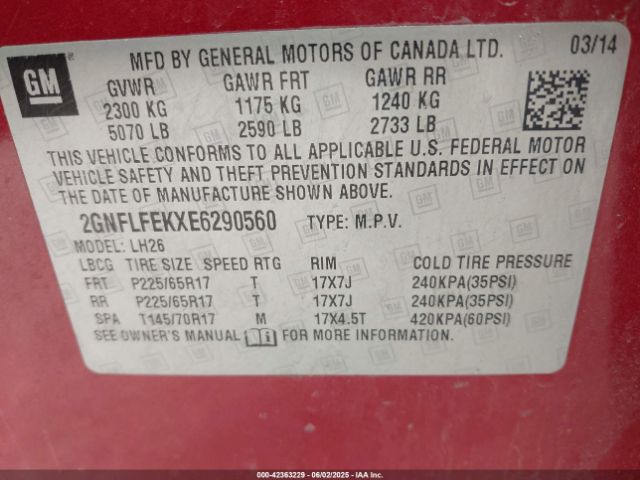 GM
MFD BY GENERAL MOTORS OF CANADA LTD. 03/14
GVWR GAWR FRT GAWR RR
2300 KG 1175 KG 1240 KG
5070 LB 2590 LB 2733 LB
THIS VEHICLE CONFORMS TO ALL APPLICABLE U.S. FEDERAL MOTOR
VEHICLE SAFETY AND THEFT PREVENTION STANDARDS IN EFFECT ON
THE DATE OF MANUFACTURE SHOWN ABOVE.
2GNFLFEKXE6290560 TYPE: M.P.V.
MODEL: LH26
LBCG TIRE SIZE SPEED RTG RIM COLD TIRE PRESSURE
FRT P225/65R17 T 17X7J 240KPA(35PSI)
RR P225/65R17 T 17X7J 240KPA(35PSI)
SPA T145/70R17 M 17X4.5T 420KPA(60PSI)
SEE OWNER'S MANUAL FOR MORE INFORMATION.
000-42363229 - 06/02/2025 - IAA Inc.